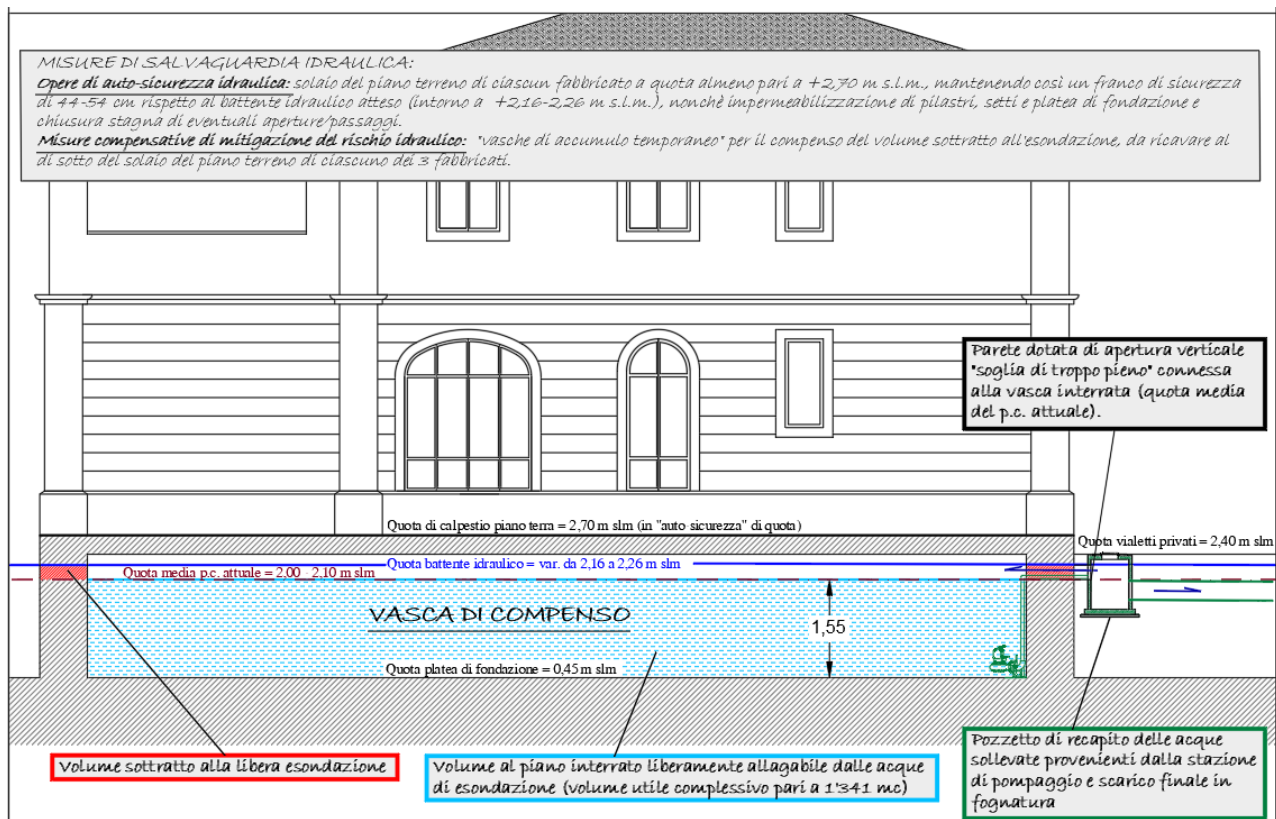 MISURE DI SALVAGUARDIA IDRAULICA:
Opere di auto-sicurezza idraulica: solaio del piano terreno di ciascun fabbricato a quota almeno pari a +2,70 m s.l.m., mantenendo così un franco di sicurezza
di 44-54 cm rispetto al battente idraulico atteso (intorno a +2,16-2,26 m s.l.m.), nonchè impermeabilizzazione di pilastri, setti e platea di fondazione e
chiusura stagna di eventuali aperture/passaggi.
Misure compensative di mitigazione del rischio idraulico: "vasche di accumulo temporaneo" per il compenso del volume sottratto all'esondazione, da ricavare al
di sotto del solaio del piano terreno di ciascuno dei 3 fabbricati.
Parete dotata di apertura verticale
"soglia di troppo pieno" connessa
alla vasca interrata (quota media
del p.c. attuale).
Quota di calpestio piano terra = 2,70 m slm (in "auto-sicurezza" di quota)
Quota vialetti privati = 2,40 m slm
Quota battente idraulico = var. da 2,16 a 2,26 m slm
Quota media p.c. attuale = 2,00 - 2,10 m slm
VASCA DI COMPENSO
1,55
Quota platea di fondazione = 0,45 m slm
Volume sottratto alla libera esondazione
Volume al piano interrato liberamente allagabile dalle acque
di esondazione (volume utile complessivo pari a 1'341 mc)
Pozzetto di recapito delle acque
sollevate provenienti dalla stazione
di pompaggio e scarico finale in
fognatura